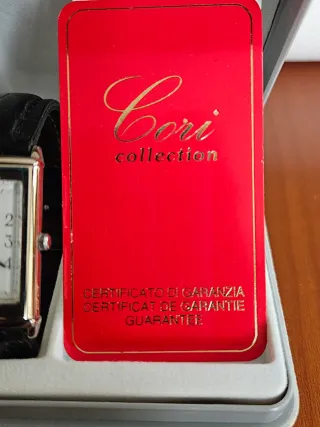 Cori
collection
CERTIFICATO DI GARANZIA
CERTIFICAT DE GARANTIE
GUARANTEE